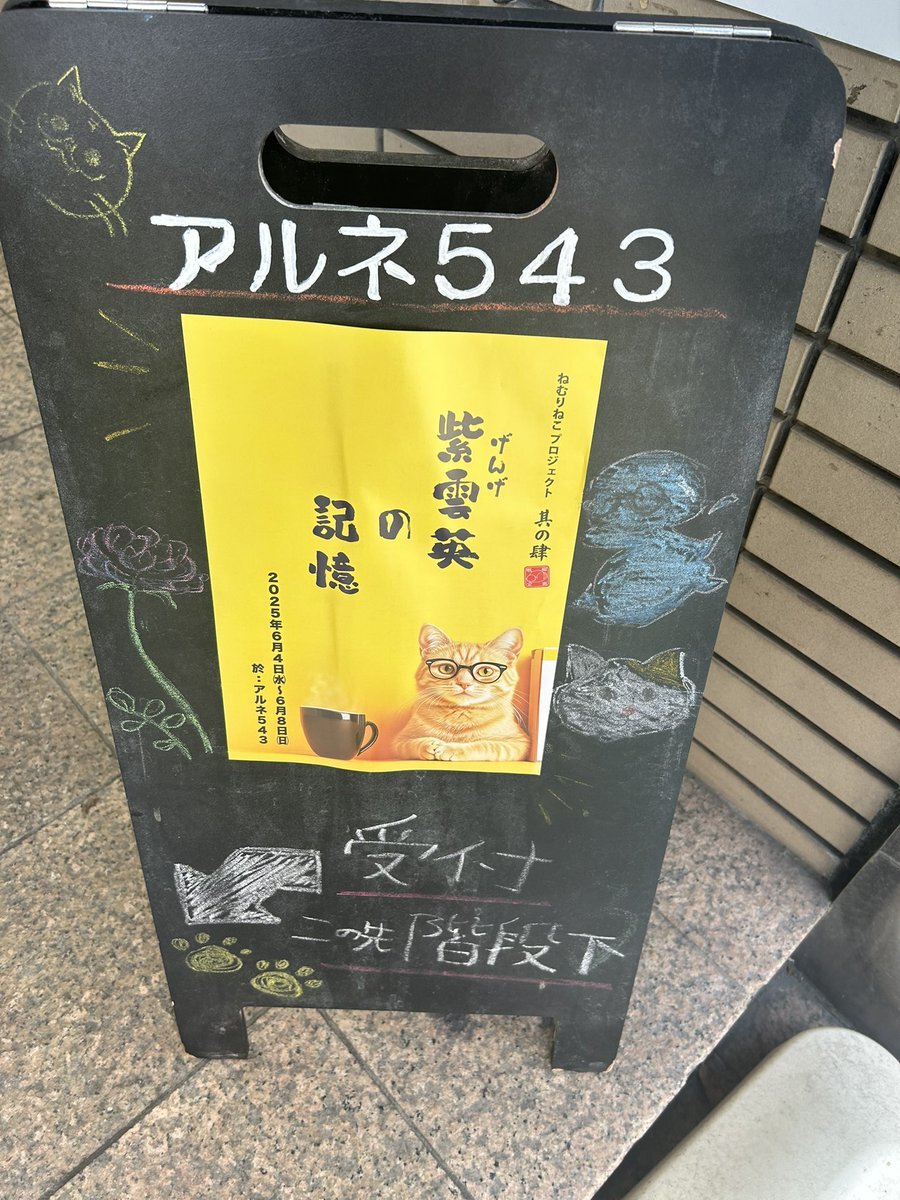 アルネ543
ねむりねこプロジェクト 其の肆
げんげ
紫雲英
の
記憶
2025年6月4日㈬〜6月8日㈰
於：アルネ543
受付
この先階段下